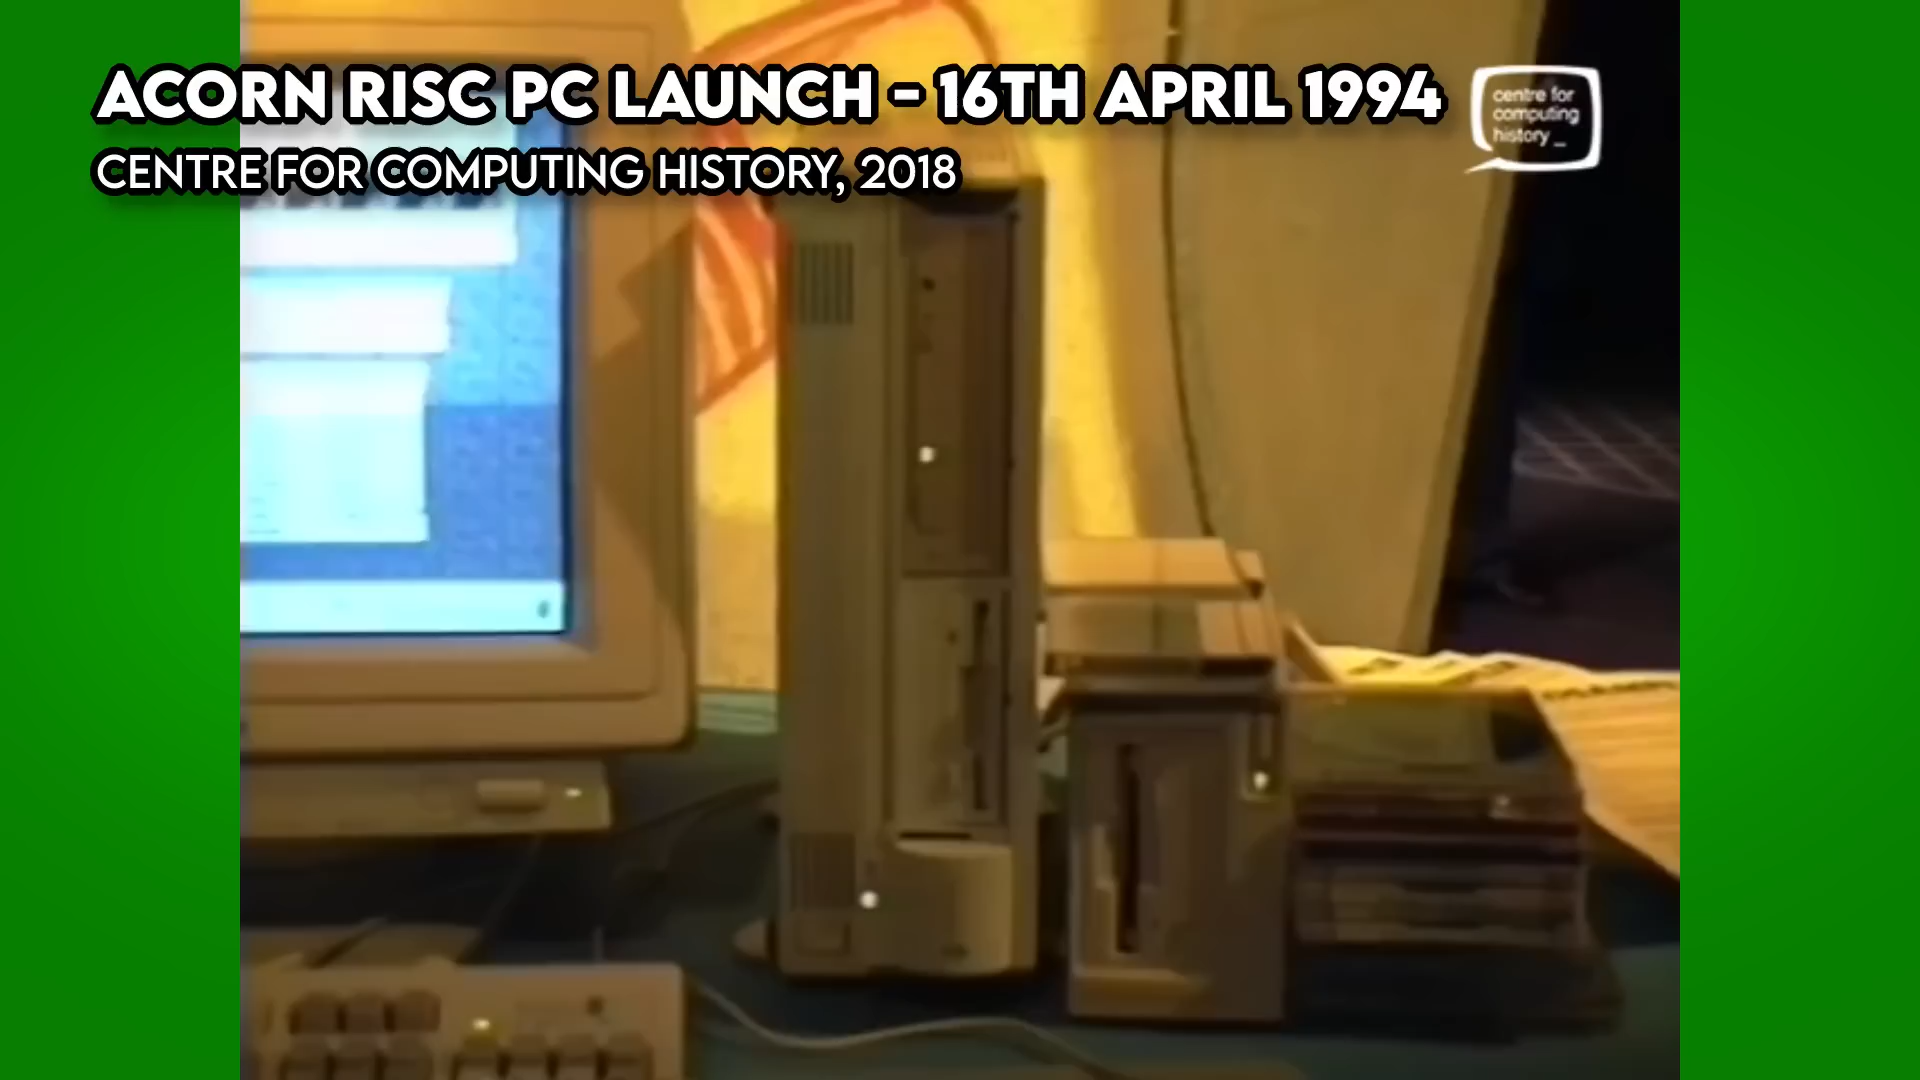 ACORN RISC PC LAUNCH - 16TH APRIL 1994
CENTRE FOR COMPUTING HISTORY, 2018
centre for
computing
history _